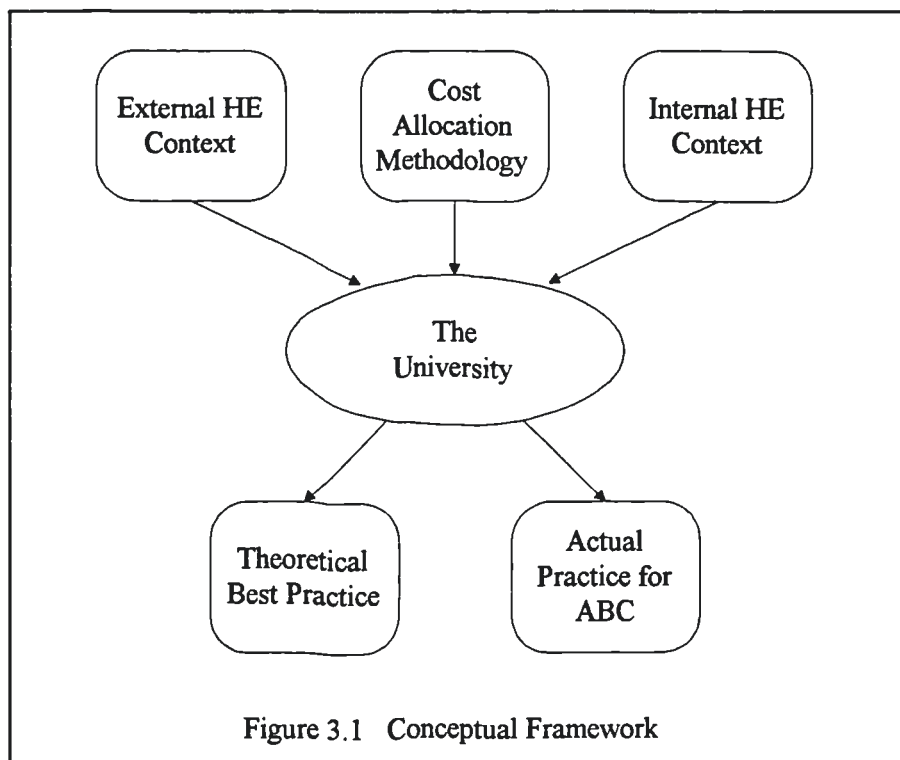 External HE
Context
Cost
Allocation
Methodology
Internal HE
Context
The
University
Theoretical
Best Practice
Actual
Practice for
ABC
Figure 3.1 Conceptual Framework